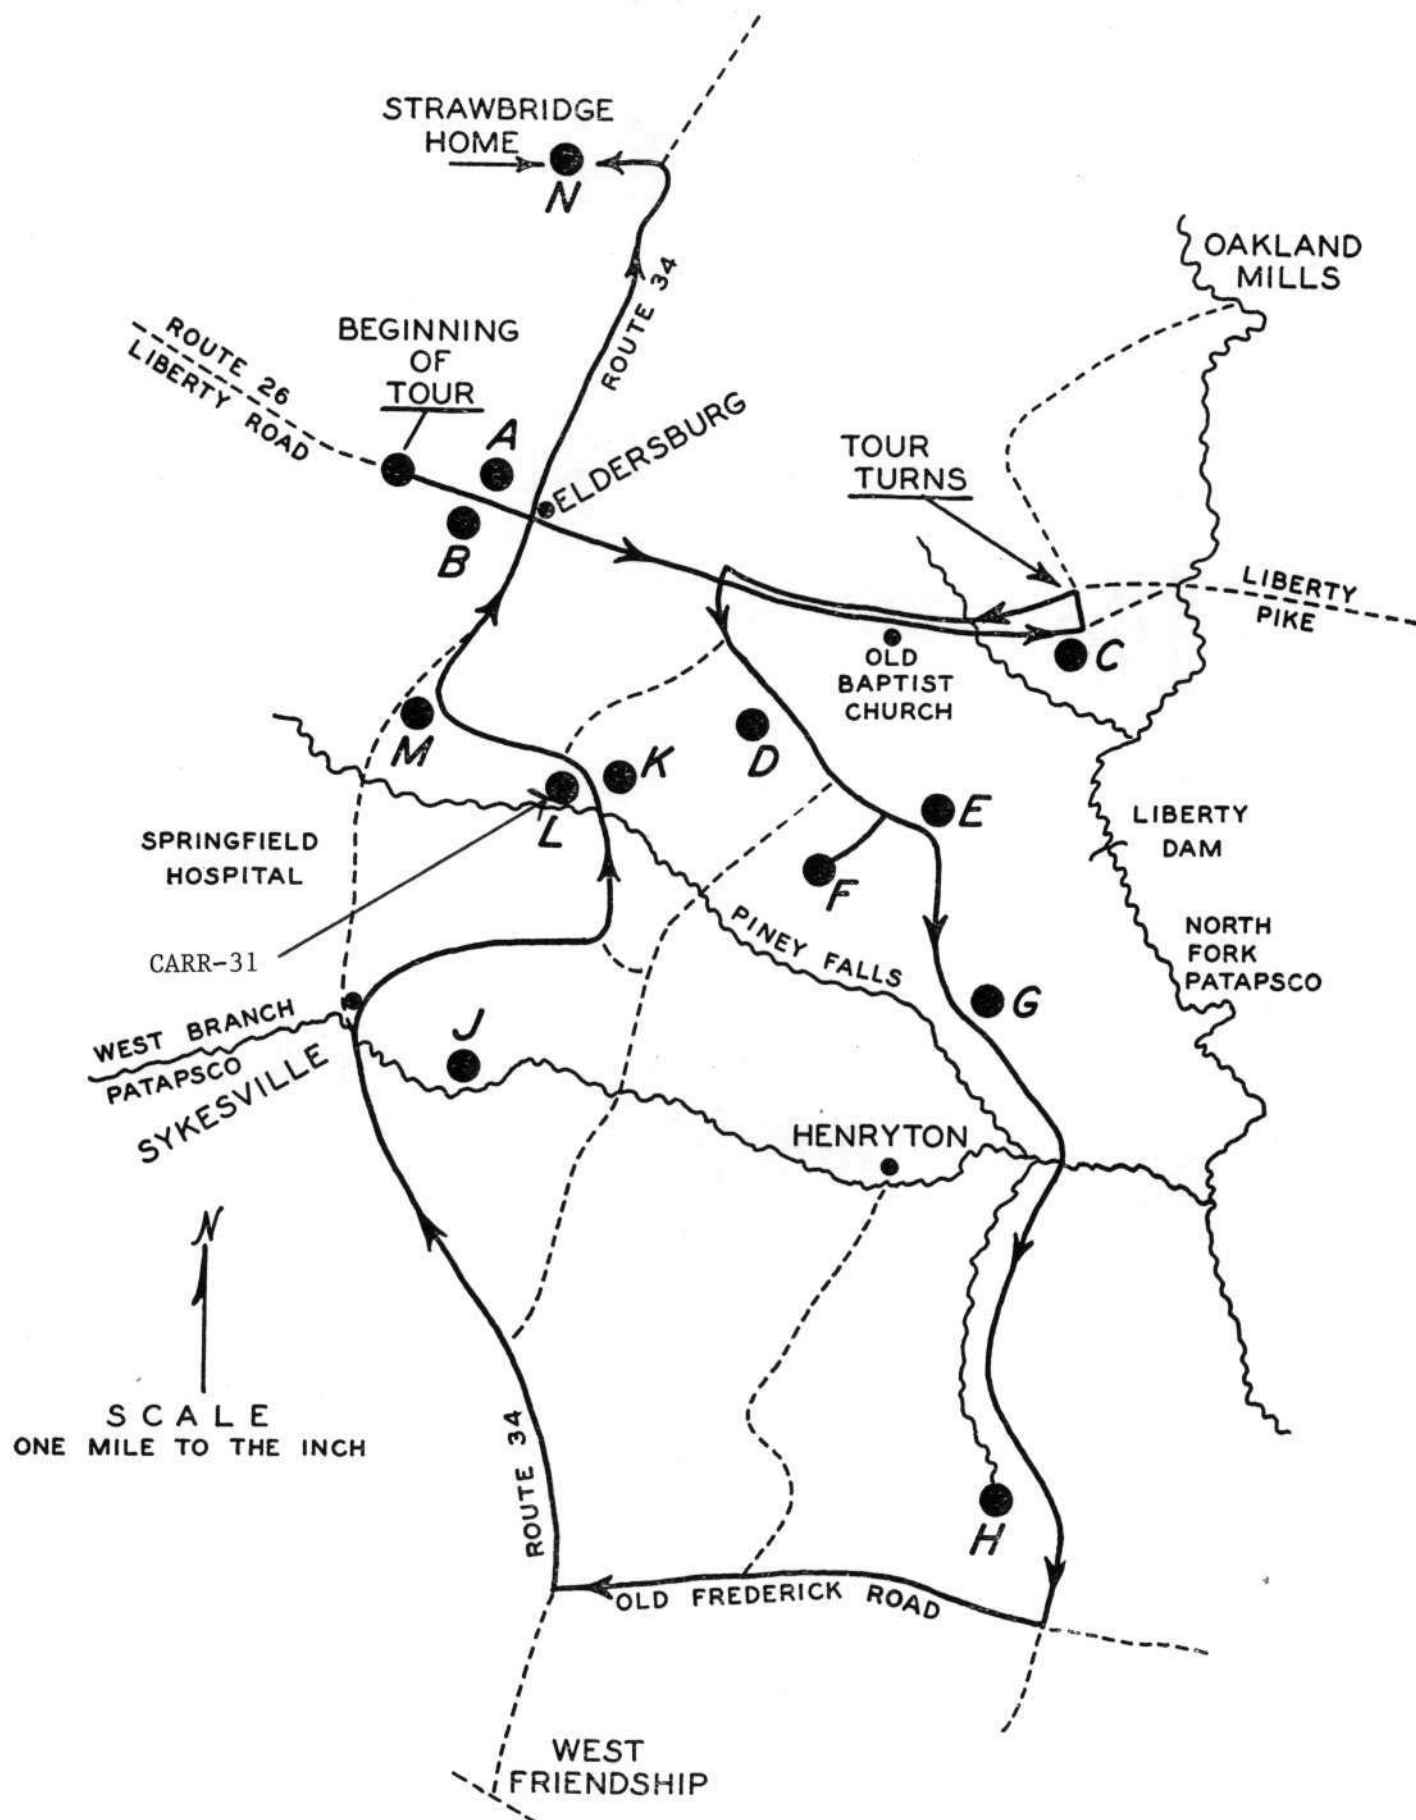 STRAWBRIDGE
HOME
N
OAKLAND
MILLS
ROUTE 34
BEGINNING
OF
TOUR
ROUTE 26
LIBERTY ROAD
A
ELDERSBURG
B
TOUR
TURNS
LIBERTY
PIKE
C
OLD
BAPTIST
CHURCH
M
K
D
L
E
F
LIBERTY
DAM
SPRINGFIELD
HOSPITAL
CARR-31
PINEY FALLS
NORTH
FORK
PATAPSCO
G
WEST BRANCH
PATAPSCO
J
SYKESVILLE
HENRYTON
N
SCALE
ONE MILE TO THE INCH
ROUTE 34
H
OLD FREDERICK ROAD
WEST
FRIENDSHIP